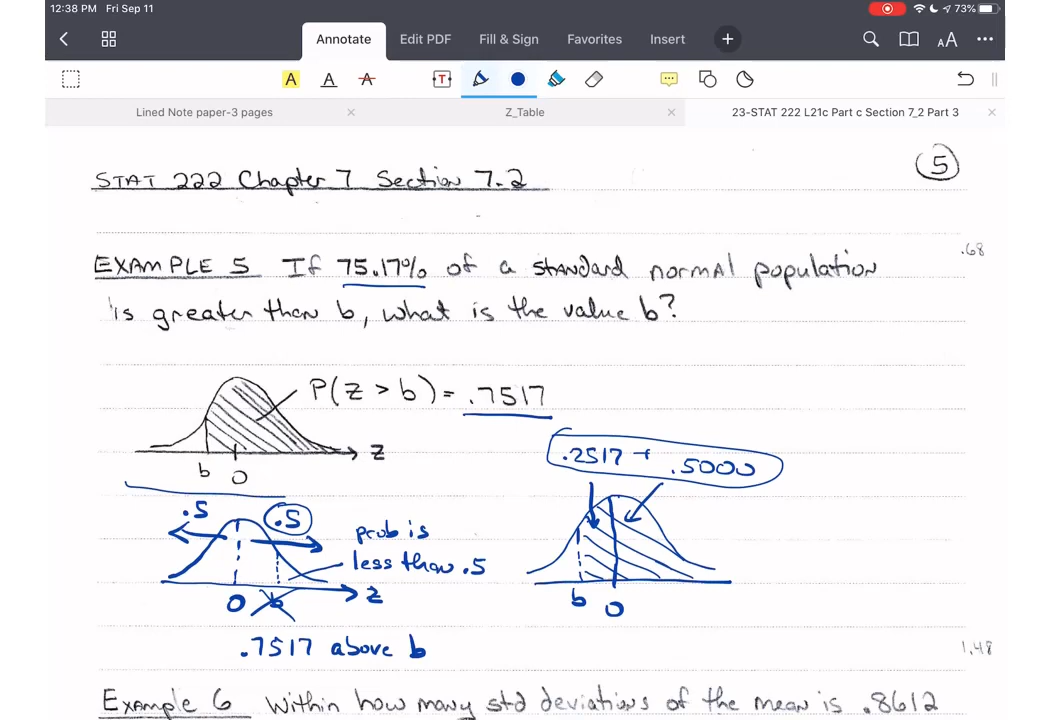 12:38 PM Fri Sep 11
73%
Annotate Edit PDF Fill & Sign Favorites Insert
A A A T AA
Lined Note paper-3 pages Z_Table 23-STAT 222 L21c Part c Section 7_2 Part 3
STAT 222 Chapter 7 Section 7.2
5
EXAMPLE 5 If 75.17% of a standard normal population
.68
is greater than b, what is the value b?
P(Z > b) = .7517
b 0 Z
.2517 + .5000
.5 .5 prob is
less than .5
0 b Z
b 0
.7517 above b
1.48
Example 6 Within how many std deviations of the mean is .8612